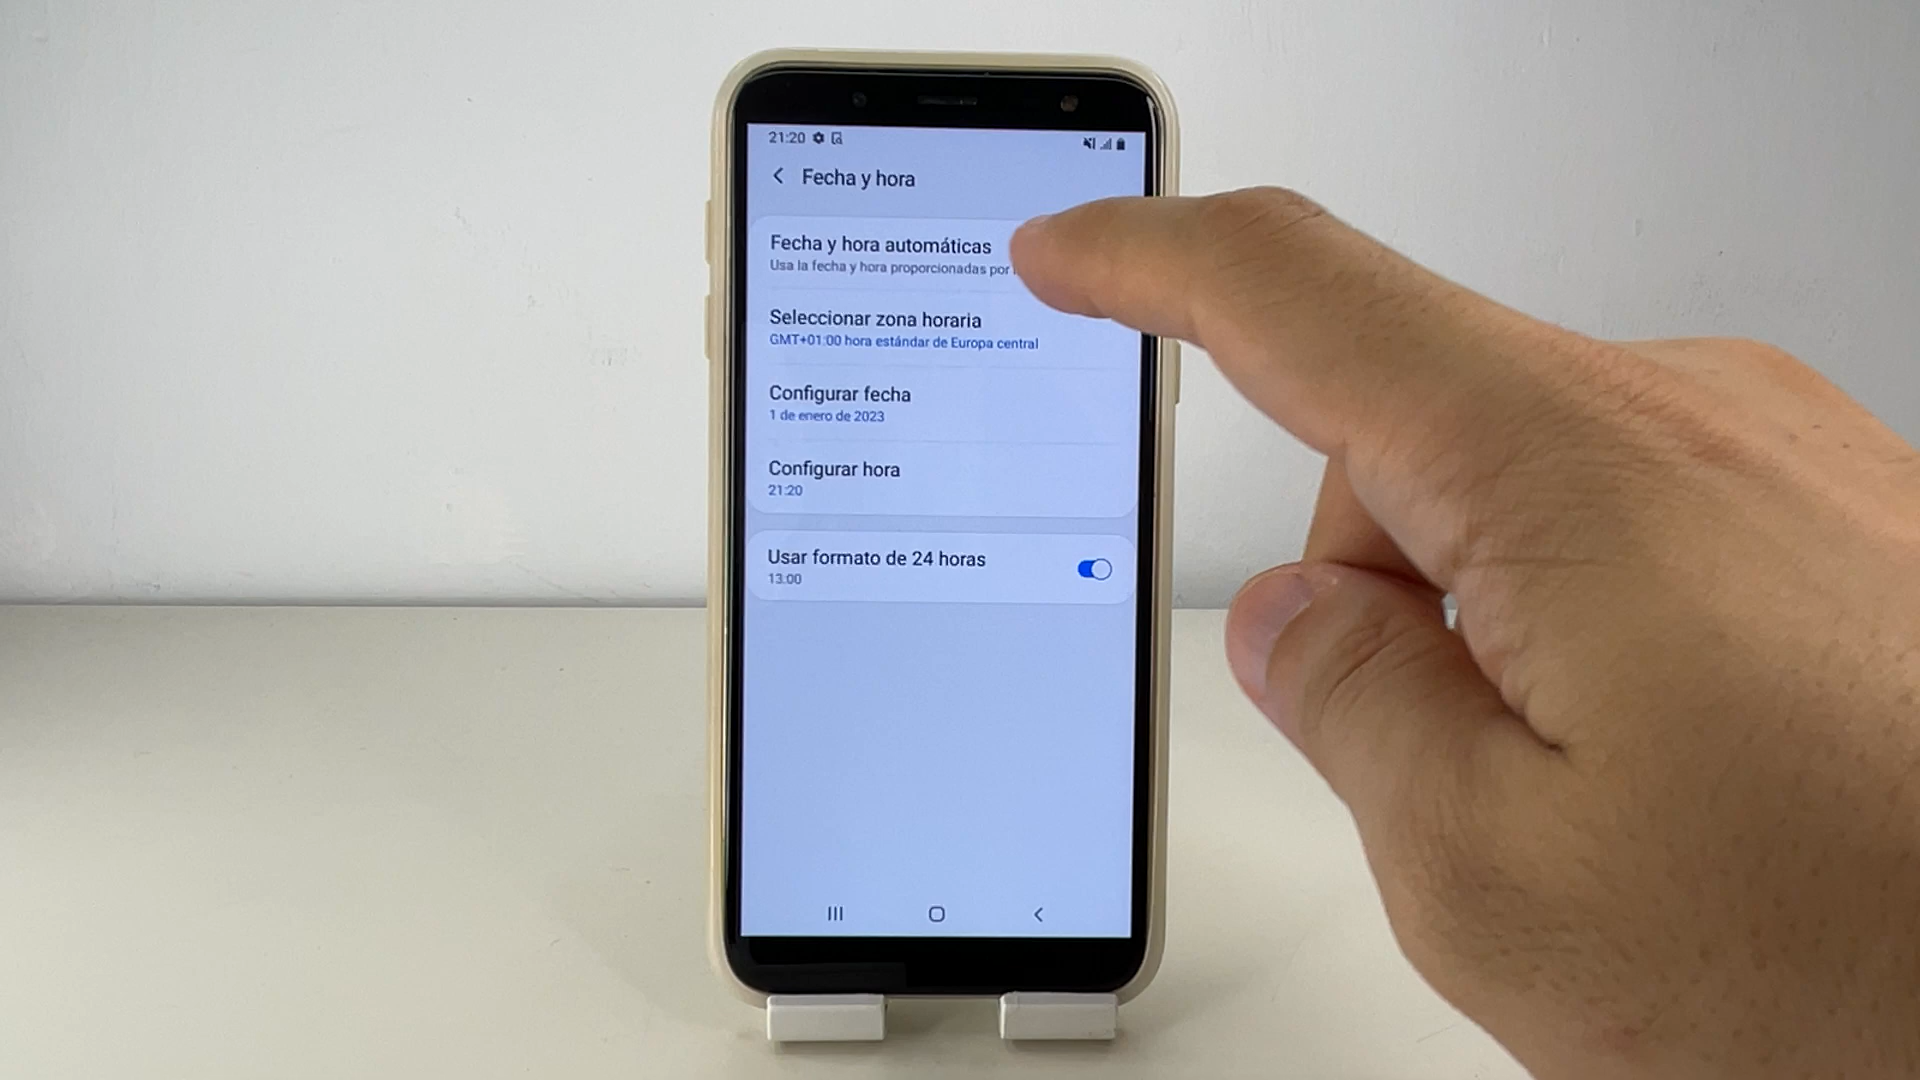 21:20
Fecha y hora
Fecha y hora automáticas
Usa la fecha y hora proporcionadas por
Seleccionar zona horaria
GMT+01:00 hora estándar de Europa central
Configurar fecha
1 de enero de 2023
Configurar hora
21:20
Usar formato de 24 horas
13:00